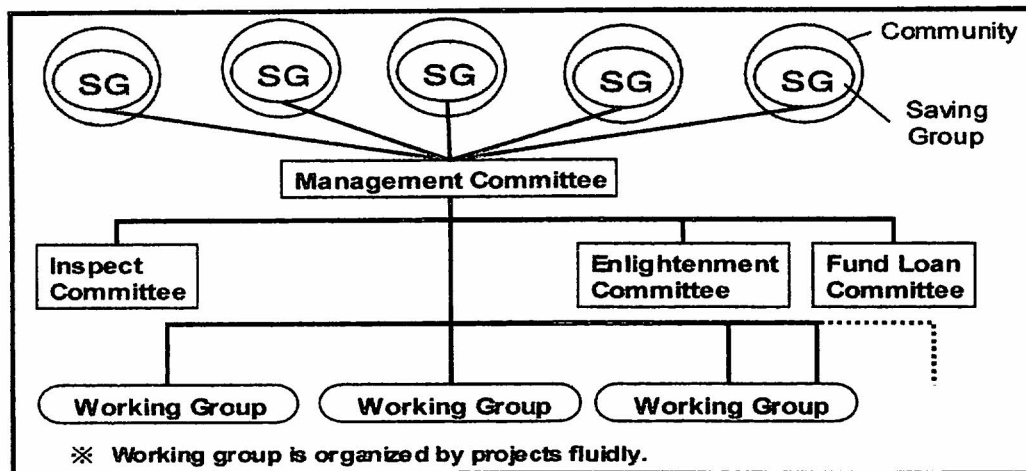 SG SG SG SG SG
Community
Saving
Group
Management Committee
Inspect
Committee
Enlightenment
Committee
Fund Loan
Committee
Working Group
Working Group
Working Group
※ Working group is organized by projects fluidly.